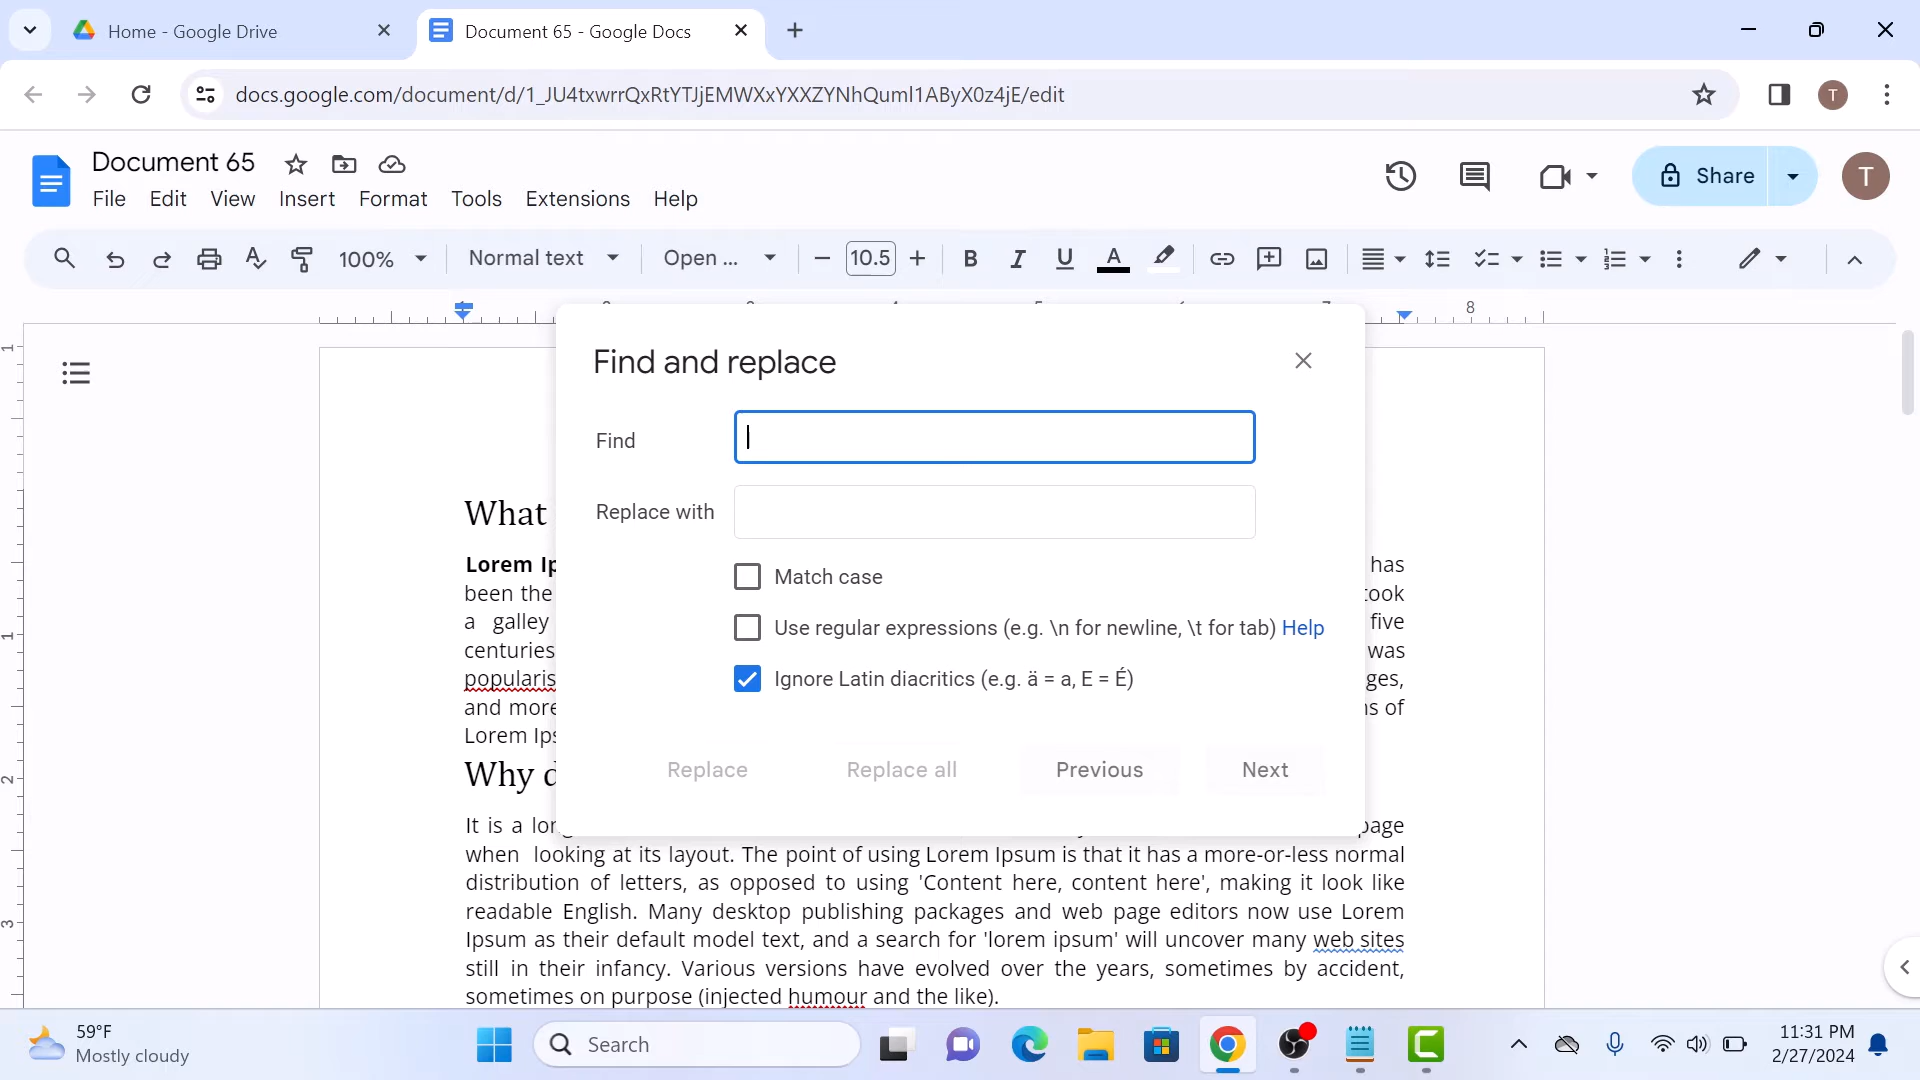 Home - Google Drive
Document 65 - Google Docs
docs.google.com/document/d/1_JU4txwrrQxRtYTJjEMWXxYXXZYNhQumI1AByX0z4jE/edit
T
Document 65
File Edit View Insert Format Tools Extensions Help
Share
T
100% Normal text Open ... 10.5 B I U A
8
Find and replace
Find
Replace with
Match case
Use regular expressions (e.g. \n for newline, \t for tab) Help
Ignore Latin diacritics (e.g. ä = a, E = É)
Replace Replace all Previous Next
What
Lorem Ip has
been the took
a galley five
centuries was
popularis ges,
and more s of
Lorem Ips
Why d
It is a lon page
when looking at its layout. The point of using Lorem Ipsum is that it has a more-or-less normal
distribution of letters, as opposed to using 'Content here, content here', making it look like
readable English. Many desktop publishing packages and web page editors now use Lorem
Ipsum as their default model text, and a search for 'lorem ipsum' will uncover many web sites
still in their infancy. Various versions have evolved over the years, sometimes by accident,
sometimes on purpose (injected humour and the like).
1
1
2
3
59°F
Mostly cloudy
Search
11:31 PM
2/27/2024